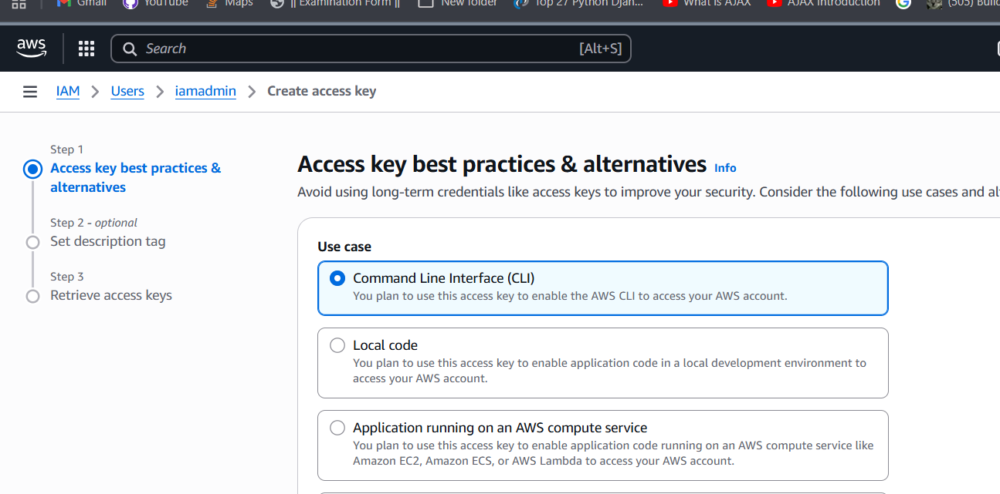 Gmail YouTube Maps || Examination Form || New folder Top 27 Python Djan... What is AJAX AJAX Introduction (505) Build
aws Search [Alt+S]
IAM > Users > iamadmin > Create access key
Step 1
Access key best practices &
alternatives
Step 2 - optional
Set description tag
Step 3
Retrieve access keys
Access key best practices & alternatives Info
Avoid using long-term credentials like access keys to improve your security. Consider the following use cases and al
Use case
Command Line Interface (CLI)
You plan to use this access key to enable the AWS CLI to access your AWS account.
Local code
You plan to use this access key to enable application code in a local development environment to
access your AWS account.
Application running on an AWS compute service
You plan to use this access key to enable application code running on an AWS compute service like
Amazon EC2, Amazon ECS, or AWS Lambda to access your AWS account.